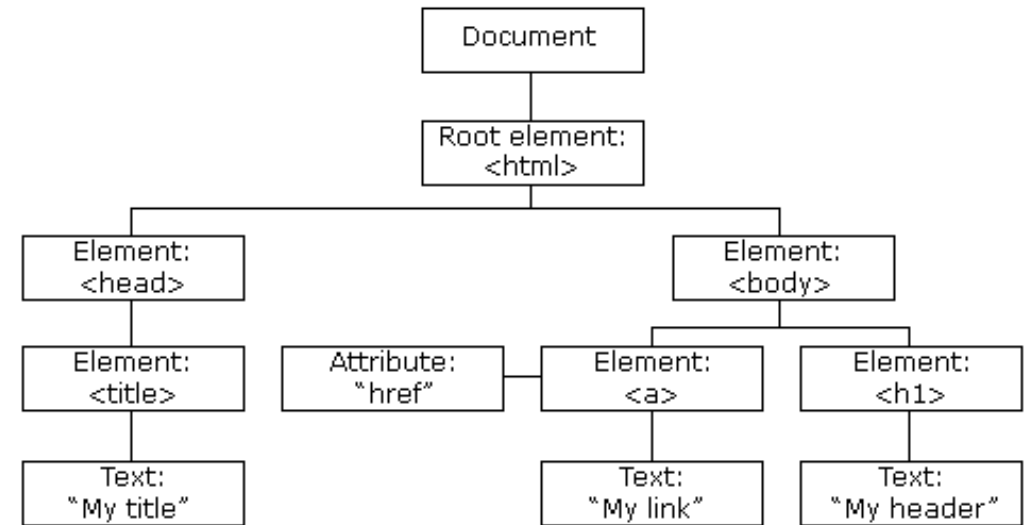 Document
Root element:
<html>
Element:
<head>
Element:
<body>
Element:
<title>
Attribute:
“href”
Element:
<a>
Element:
<h1>
Text:
“My title”
Text:
“My link”
Text:
“My header”